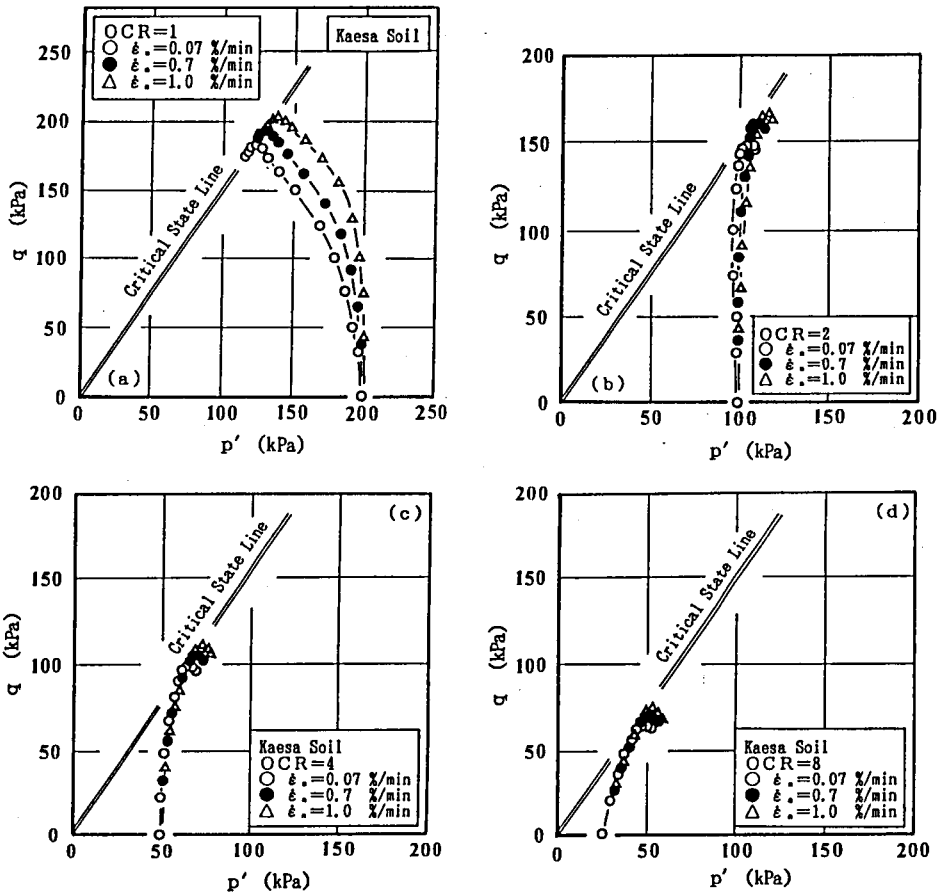 OCR=1
ε̇ₐ=0.07 %/min
ε̇ₐ=0.7 %/min
ε̇ₐ=1.0 %/min
Kaesa Soil
250
200
150
100
50
0
q (kPa)
Critical State Line
(a)
0 50 100 150 200 250
p′ (kPa)
200
150
100
50
0
q (kPa)
Critical State Line
(b)
OCR=2
ε̇ₐ=0.07 %/min
ε̇ₐ=0.7 %/min
ε̇ₐ=1.0 %/min
0 50 100 150 200
p′ (kPa)
200
150
100
50
0
q (kPa)
(c)
Critical State Line
Kaesa Soil
OCR=4
ε̇ₐ=0.07 %/min
ε̇ₐ=0.7 %/min
ε̇ₐ=1.0 %/min
0 50 100 150 200
p′ (kPa)
200
150
100
50
0
q (kPa)
(d)
Critical State Line
Kaesa Soil
OCR=8
ε̇ₐ=0.07 %/min
ε̇ₐ=0.7 %/min
ε̇ₐ=1.0 %/min
0 50 100 150 200
p′ (kPa)